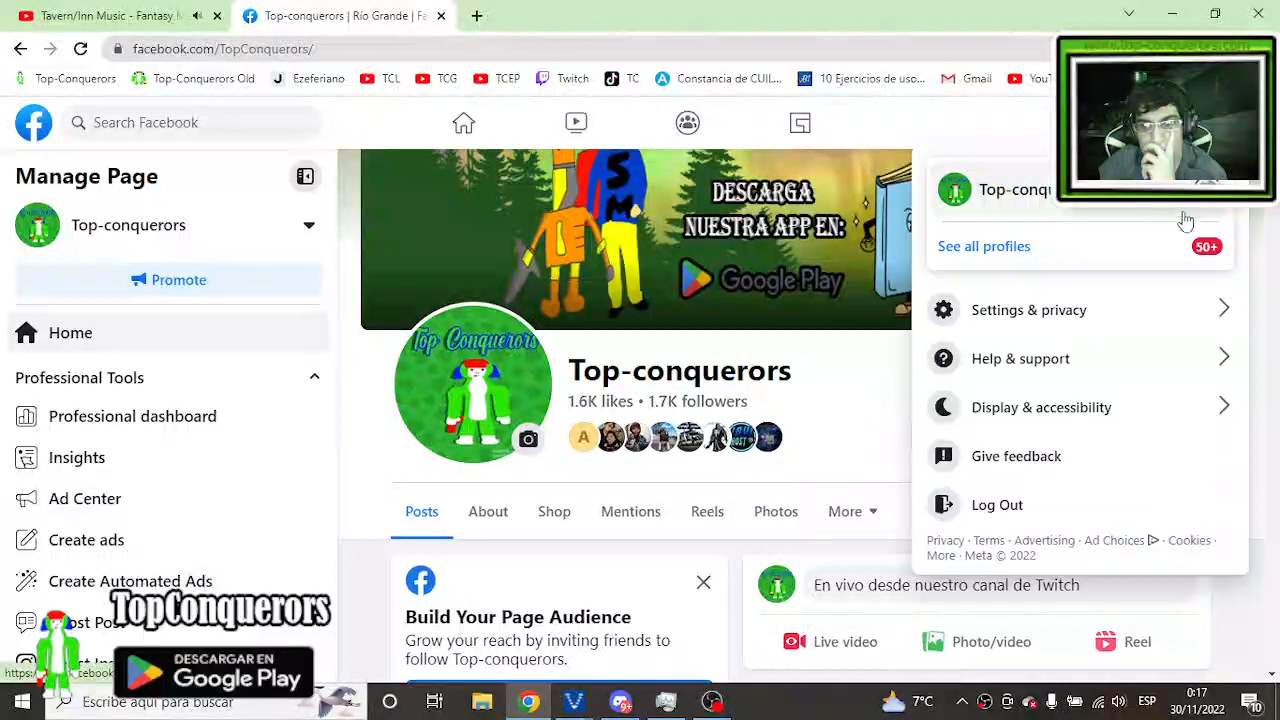 Tavern/Inn Music - Fantasy
Top-conquerors | Río Grande | Fa
facebook.com/TopConquerors/
www.top-conquerors.com
Top-Conquerors
Top-Conquerors Old
Ezeferiano
TCL
TCG
TCEP
Twitch
TC
Constancia de CUIL...
10 Ejercicios de uso...
Gmail
Search Facebook
Manage Page
Top-conquerors
Promote
Home
Professional Tools
Professional dashboard
Insights
Ad Center
Create ads
Create Automated Ads
TopConquerors
DESCARGAR EN
Google Play
DESCARGA
NUESTRA APP EN:
Google Play
Top Conquerors
Top-conquerors
1.6K likes • 1.7K followers
A
Posts
About
Shop
Mentions
Reels
Photos
More
Build Your Page Audience
Grow your reach by inviting friends to
follow Top-conquerors.
En vivo desde nuestro canal de Twitch
Live video
Photo/video
Reel
See all profiles
50+
Settings & privacy
Help & support
Display & accessibility
Give feedback
Log Out
Privacy · Terms · Advertising · Ad Choices · Cookies ·
More · Meta © 2022
Escribe aquí para buscar
9+
7°C
ESP
0:17
30/11/2022
10